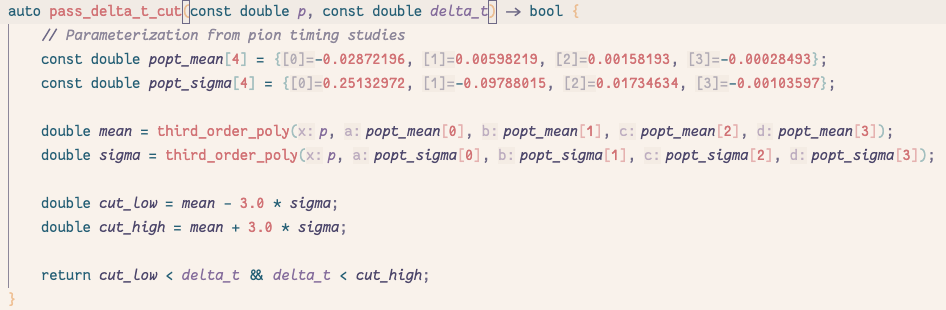 auto pass_delta_t_cut(const double p, const double delta_t) -> bool {
// Parameterization from pion timing studies
const double popt_mean[4] = {[0]=-0.02872196, [1]=0.00598219, [2]=0.00158193, [3]=-0.00028493};
const double popt_sigma[4] = {[0]=0.25132972, [1]=-0.09788015, [2]=0.01734634, [3]=-0.00103597};
double mean = third_order_poly(x: p, a: popt_mean[0], b: popt_mean[1], c: popt_mean[2], d: popt_mean[3]);
double sigma = third_order_poly(x: p, a: popt_sigma[0], b: popt_sigma[1], c: popt_sigma[2], d: popt_sigma[3]);
double cut_low = mean - 3.0 * sigma;
double cut_high = mean + 3.0 * sigma;
return cut_low < delta_t && delta_t < cut_high;
}